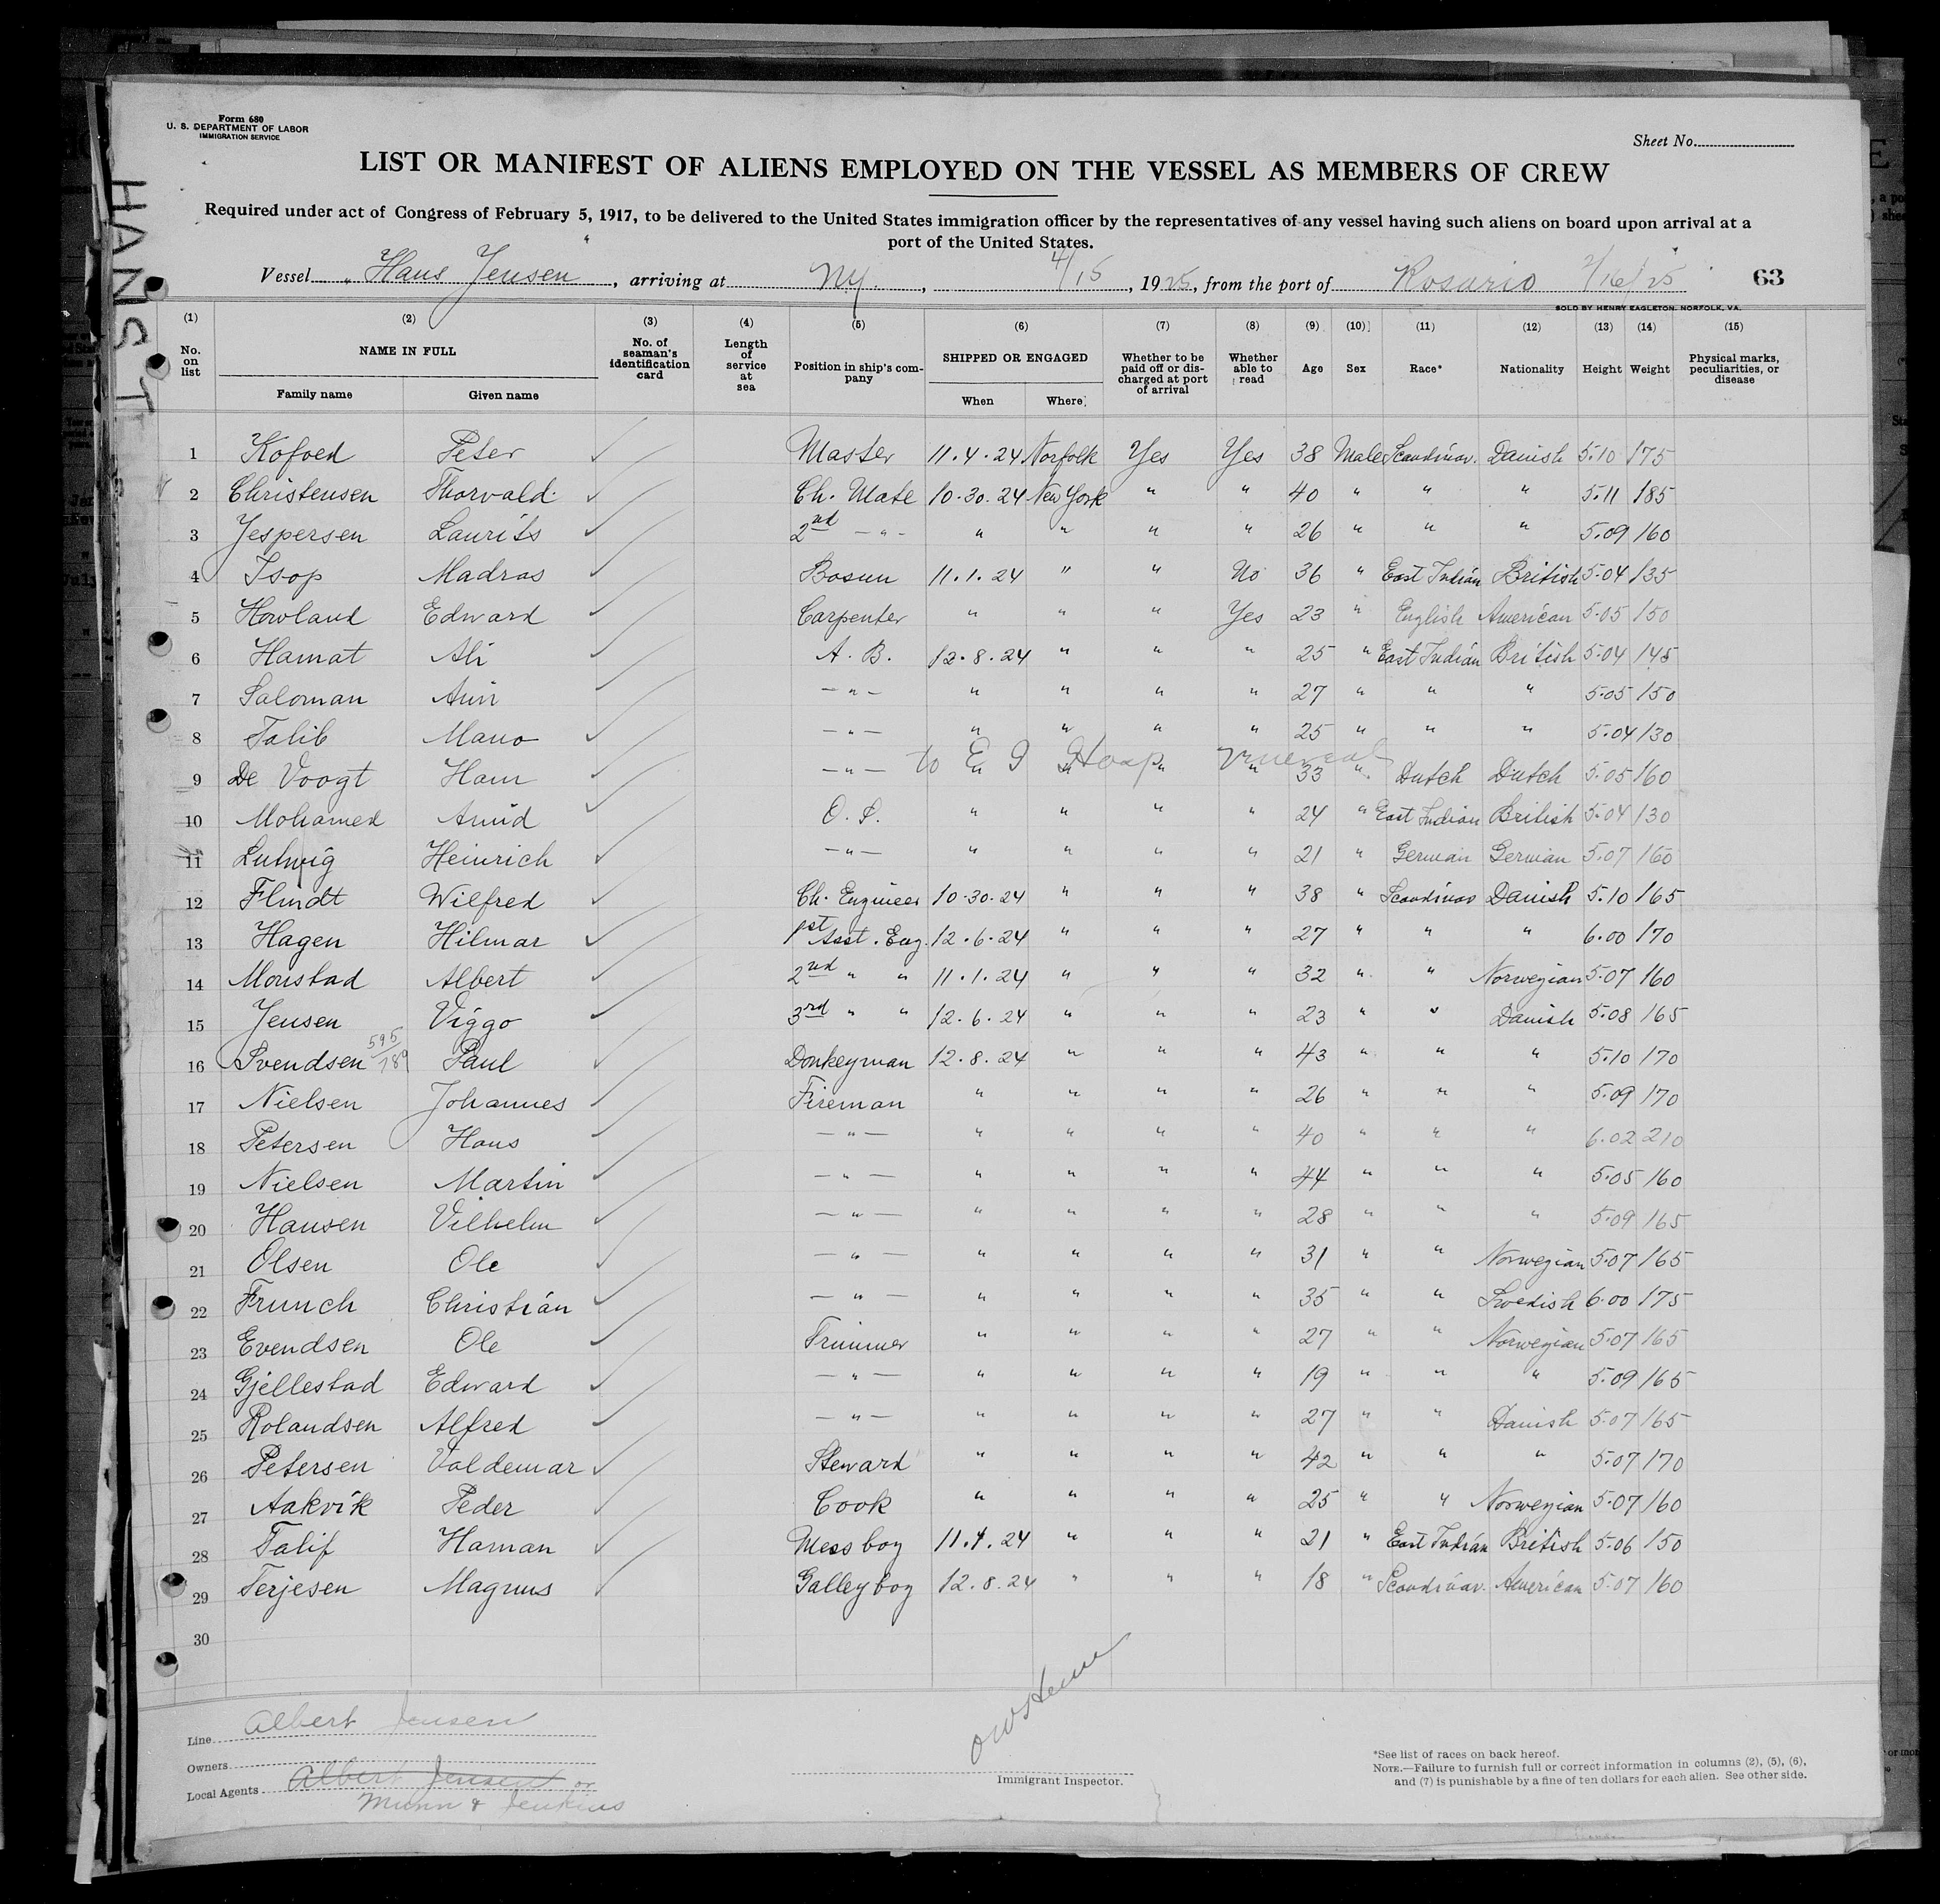 Form 680
U. S. DEPARTMENT OF LABOR
IMMIGRATION SERVICE
Sheet No.
LIST OR MANIFEST OF ALIENS EMPLOYED ON THE VESSEL AS MEMBERS OF CREW
Required under act of Congress of February 5, 1917, to be delivered to the United States immigration officer by the representatives of any vessel having such aliens on board upon arrival at a
port of the United States.
HANS T
Vessel Hans Jensen, arriving at NY., 4/15, 1925, from the port of Rosario 2/16/25 63
SOLD BY HENRY EAGLETON, NORFOLK, VA.
(1) (2) (3) (4) (5) (6) (7) (8) (9) (10) (11) (12) (13) (14) (15)
No. on list NAME IN FULL No. of seaman's identification card Length of service at sea Position in ship's company SHIPPED OR ENGAGED Whether to be paid off or discharged at port of arrival Whether able to read Age Sex Race* Nationality Height Weight Physical marks, peculiarities, or disease
Family name Given name When Where
1 Kofoed Peter Master 11.4.24 Norfolk Yes Yes 38 Male Scandinav. Danish 5.10 175
2 Christensen Thorvald Ch. Mate 10.30.24 New York " " 40 " " " 5.11 185
3 Jespersen Laurits 2nd -"- " " " " 26 " " " 5.09 160
4 Isop Madras Bosun 11.1.24 " " No 36 " East Indian British 5.04 135
5 Howland Edward Carpenter " " " Yes 23 " English American 5.05 150
6 Hamat Ali A. B. 12.8.24 " " " 25 " East Indian British 5.04 145
7 Saloman Amin -"- " " " " 27 " " " 5.05 150
8 Talib Mano -"- " " " " 25 " " " 5.04 130
to E I Hosp venereal
9 De Voogt Ham -"- " " " " 33 " Dutch Dutch 5.05 160
10 Mohamed Amid O. S. " " " " 24 " East Indian British 5.04 130
11 Ludwig Heinrich -"- " " " " 21 " German German 5.07 160
12 Flindt Wilfred Ch. Engineer 10.30.24 " " " 38 " Scandinav Danish 5.10 165
13 Hagen Hilmar 1st Asst. Eng. 12.6.24 " " " 27 " " " 6.00 170
14 Monstad Albert 2nd " " 11.1.24 " " " 32 " " Norwegian 5.07 160
15 Jensen Viggo 3rd " " 12.6.24 " " " 23 " " Danish 5.08 165
16 Svendsen 595/789 Paul Donkeyman 12.8.24 " " " 43 " " " 5.10 170
17 Nielsen Johannes Fireman " " " " 26 " " " 5.09 170
18 Petersen Hans -"- " " " " 40 " " " 6.02 210
19 Nielsen Martin -"- " " " " 44 " " " 5.05 160
20 Hansen Vilhelm -"- " " " " 28 " " " 5.09 165
21 Olsen Ole -"- " " " " 31 " " Norwegian 5.07 165
22 Frunch Christian -"- " " " " 35 " " Swedish 6.00 175
23 Evendsen Ole Trimmer " " " " 27 " " Norwegian 5.07 165
24 Gjellestad Edward -"- " " " " 19 " " " 5.09 165
25 Rolandsen Alfred -"- " " " " 27 " " Danish 5.07 165
26 Petersen Valdemar Steward " " " " 42 " " " 5.07 170
27 Aakvik Peder Cook " " " " 25 " " Norwegian 5.07 160
28 Talif Haman Mess boy 11.4.24 " " " 21 " East Indian British 5.06 150
29 Terjesen Magnus Galley boy 12.8.24 " " " 18 " Scandinav. American 5.07 160
30
Line Albert Jensen
Owners
Local Agents Albert Jensen or
Munn & Jenkins
Immigrant Inspector.
*See list of races on back hereof.
NOTE.—Failure to furnish full or correct information in columns (2), (5), (6),
and (7) is punishable by a fine of ten dollars for each alien. See other side.